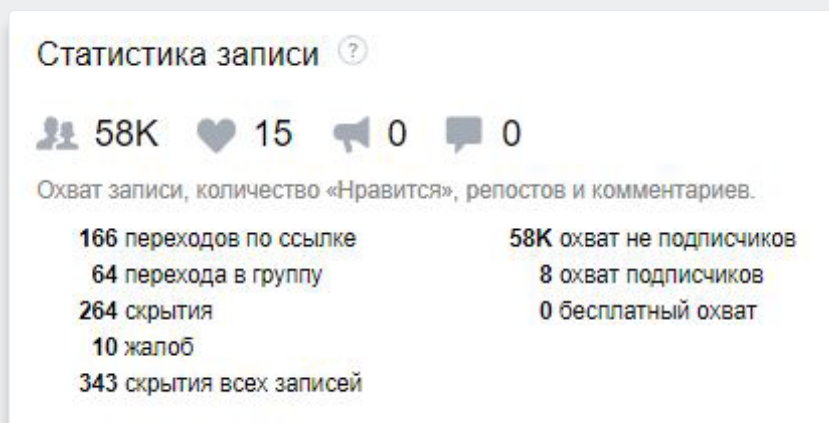 Статистика записи ?
58K 15 0 0
Охват записи, количество «Нравится», репостов и комментариев.
166 переходов по ссылке
64 перехода в группу
264 скрытия
10 жалоб
343 скрытия всех записей
58K охват не подписчиков
8 охват подписчиков
0 бесплатный охват